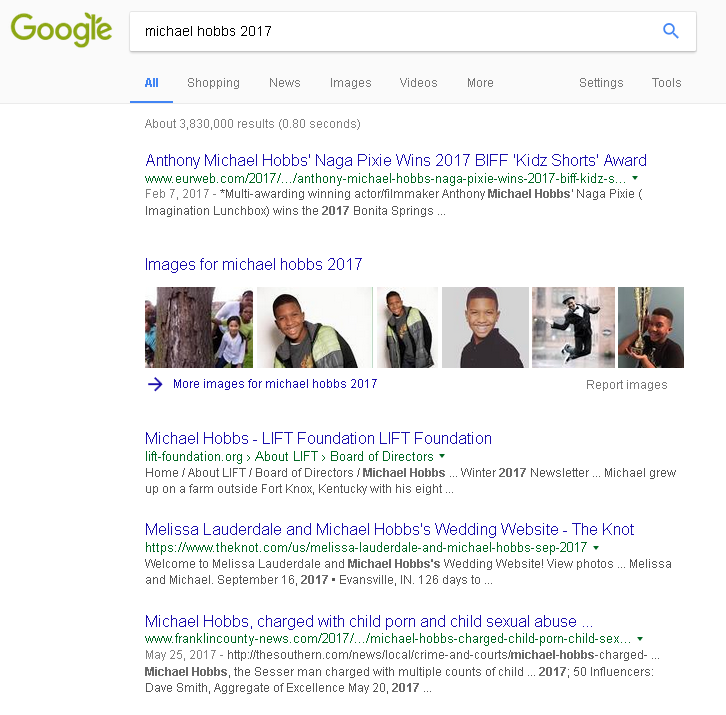 Google
michael hobbs 2017
All Shopping News Images Videos More Settings Tools
About 3,830,000 results (0.80 seconds)
Anthony Michael Hobbs' Naga Pixie Wins 2017 BIFF 'Kidz Shorts' Award
www.eurweb.com/2017/.../anthony-michael-hobbs-naga-pixie-wins-2017-biff-kidz-s...
Feb 7, 2017 - *Multi-awarding winning actor/filmmaker Anthony Michael Hobbs' Naga Pixie (
Imagination Lunchbox) wins the 2017 Bonita Springs ...
Images for michael hobbs 2017
More images for michael hobbs 2017 Report images
Michael Hobbs - LIFT Foundation LIFT Foundation
lift-foundation.org › About LIFT › Board of Directors
Home / About LIFT / Board of Directors / Michael Hobbs ... Winter 2017 Newsletter ... Michael grew
up on a farm outside Fort Knox, Kentucky with his eight ...
Melissa Lauderdale and Michael Hobbs's Wedding Website - The Knot
https://www.theknot.com/us/melissa-lauderdale-and-michael-hobbs-sep-2017
Welcome to Melissa Lauderdale and Michael Hobbs's Wedding Website! View photos ... Melissa
and Michael. September 16, 2017 • Evansville, IN. 126 days to ...
Michael Hobbs, charged with child porn and child sexual abuse ...
www.franklincounty-news.com/2017/.../michael-hobbs-charged-child-porn-child-sex...
May 25, 2017 - http://thesouthern.com/news/local/crime-and-courts/michael-hobbs-charged- ...
Michael Hobbs, the Sesser man charged with multiple counts of child ... 2017; 50 Influencers:
Dave Smith, Aggregate of Excellence May 20, 2017 ...